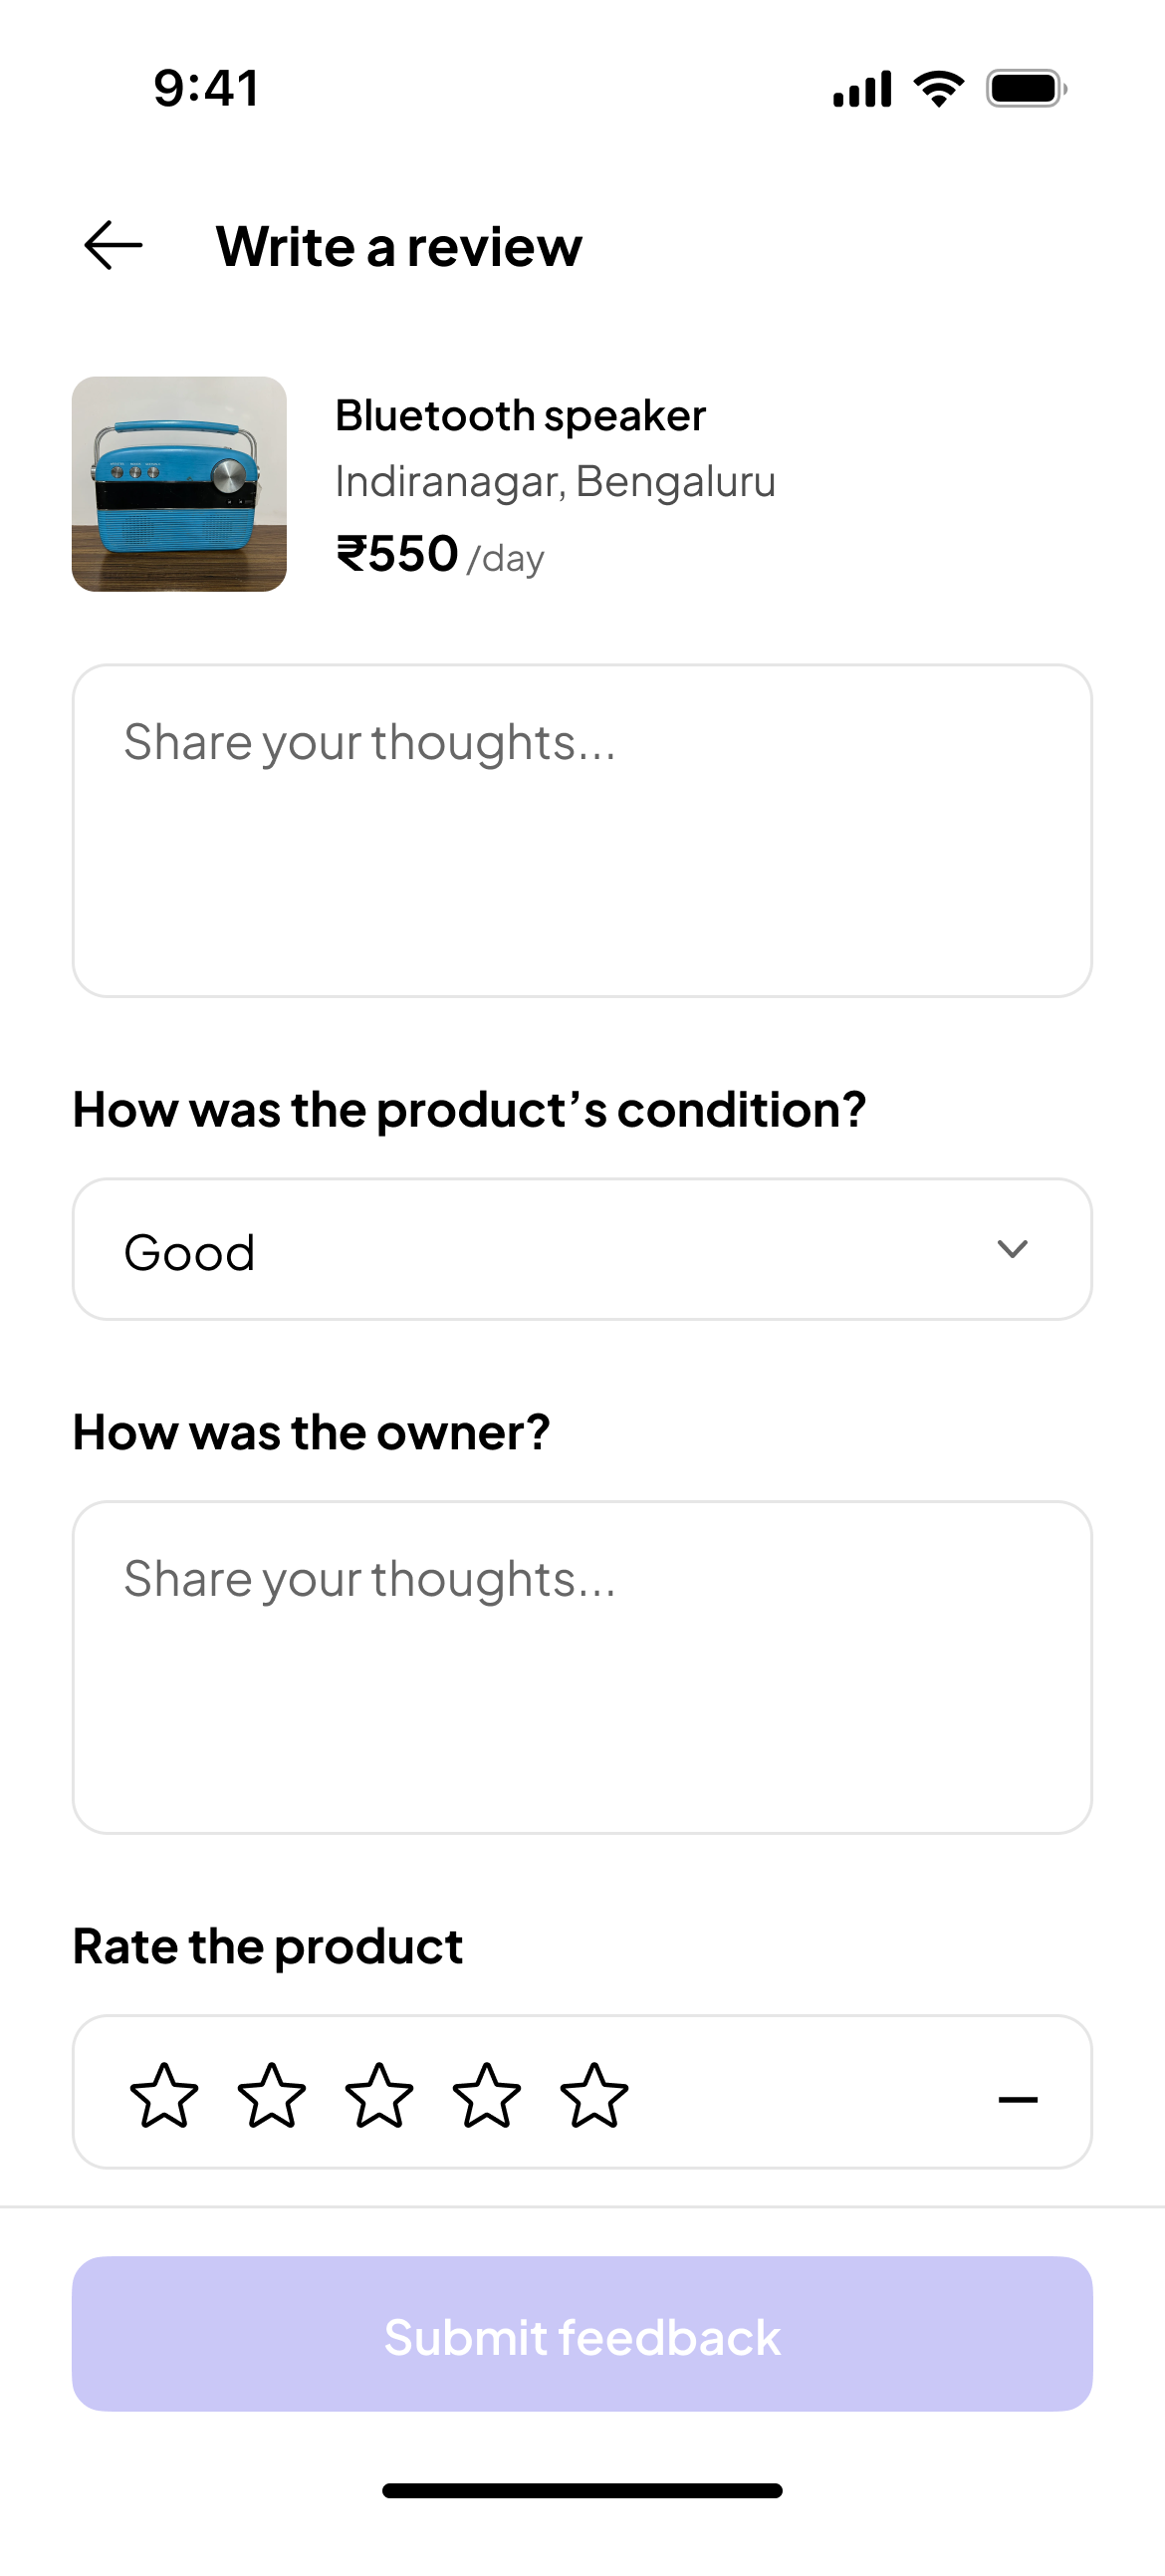 9:41
Write a review
Bluetooth speaker
Indiranagar, Bengaluru
₹550 /day
Share your thoughts...
How was the product’s condition?
Good
How was the owner?
Share your thoughts...
Rate the product
Submit feedback